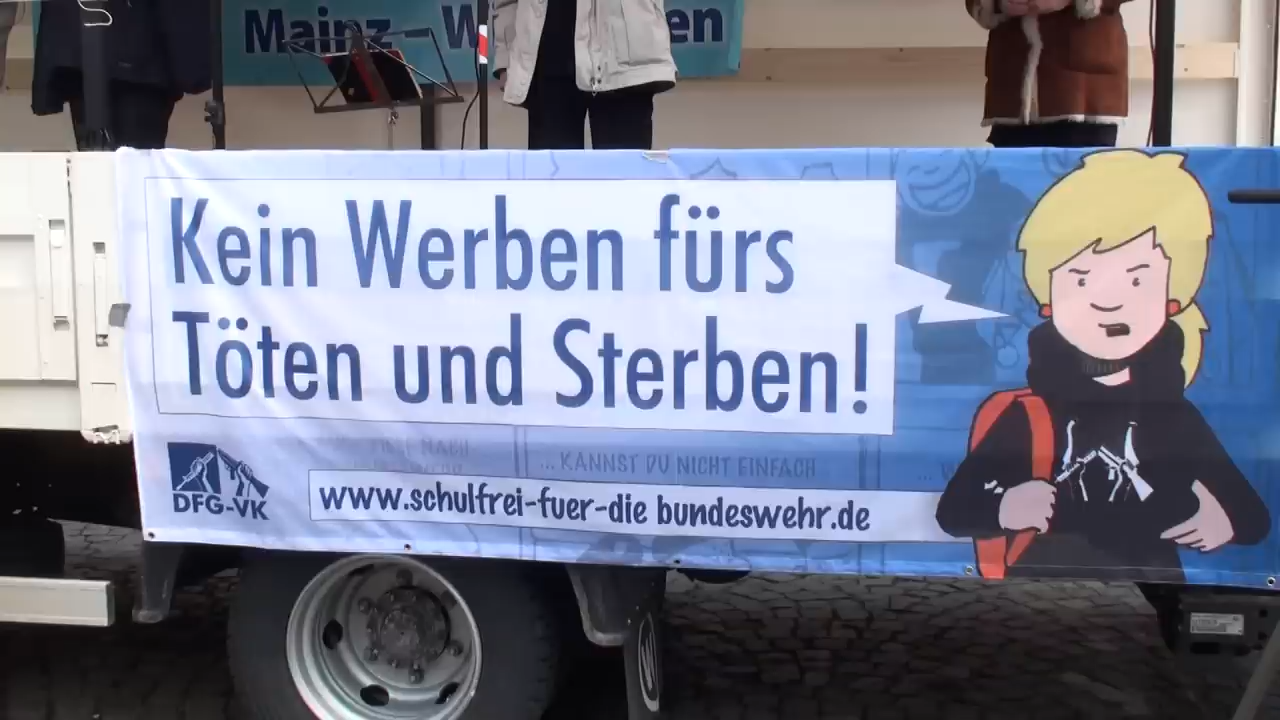 Mainz – W en
Kein Werben fürs
Töten und Sterben!
... KANNST DU NICHT EINFACH
DFG-VK
www.schulfrei-fuer-die bundeswehr.de